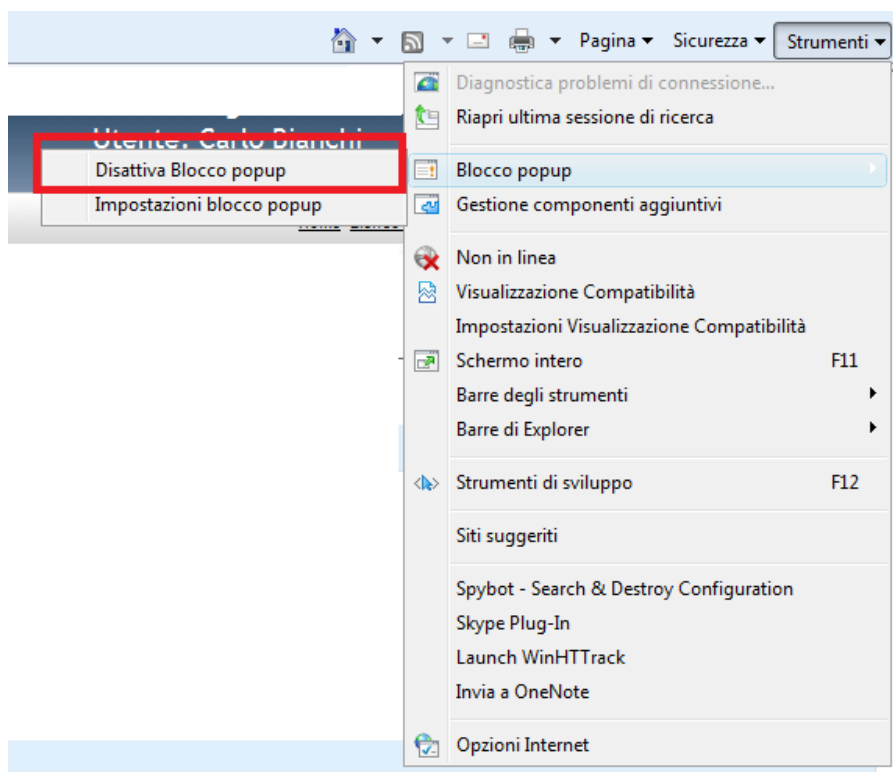 Pagina Sicurezza Strumenti
Diagnostica problemi di connessione...
Riapri ultima sessione di ricerca
Utente: Carlo Bianchi
Disattiva Blocco popup
Impostazioni blocco popup
Blocco popup
Gestione componenti aggiuntivi
Non in linea
Visualizzazione Compatibilità
Impostazioni Visualizzazione Compatibilità
Schermo intero F11
Barre degli strumenti
Barre di Explorer
Strumenti di sviluppo F12
Siti suggeriti
Spybot - Search & Destroy Configuration
Skype Plug-In
Launch WinHTTrack
Invia a OneNote
Opzioni Internet